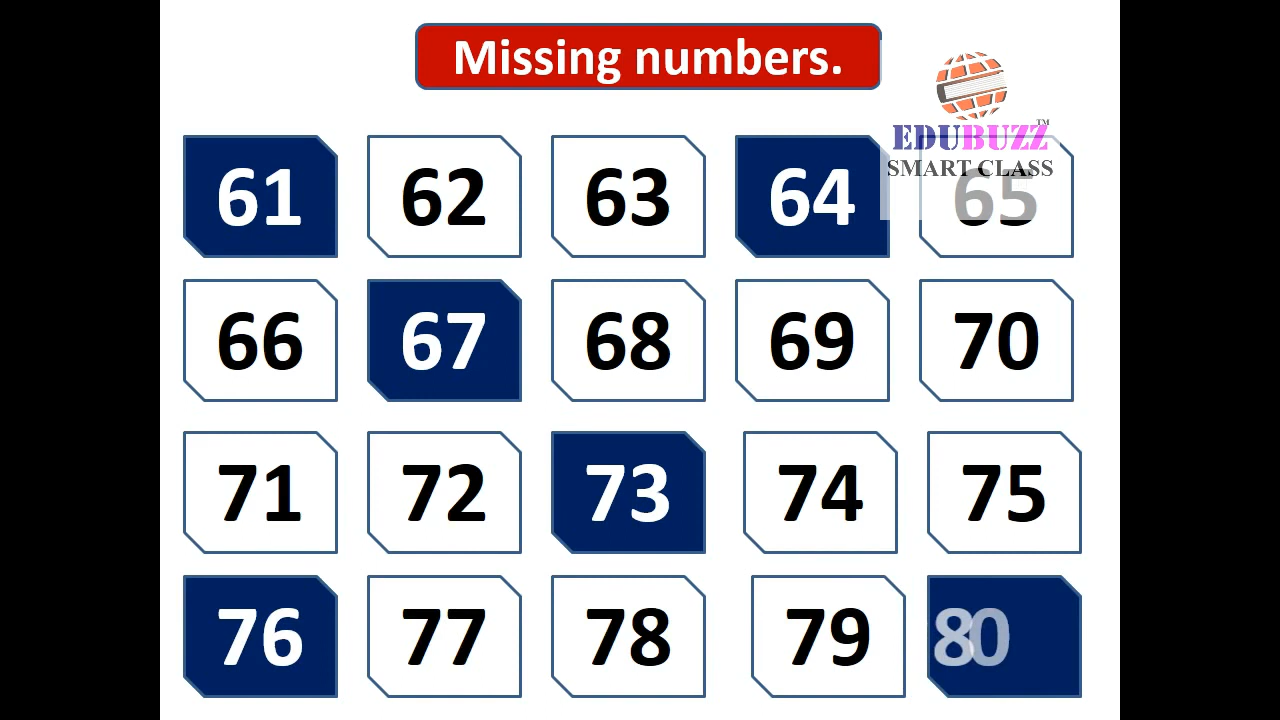 Missing numbers.
EDUBUZZ™
SMART CLASS
61 62 63 64 65
66 67 68 69 70
71 72 73 74 75
76 77 78 79 80